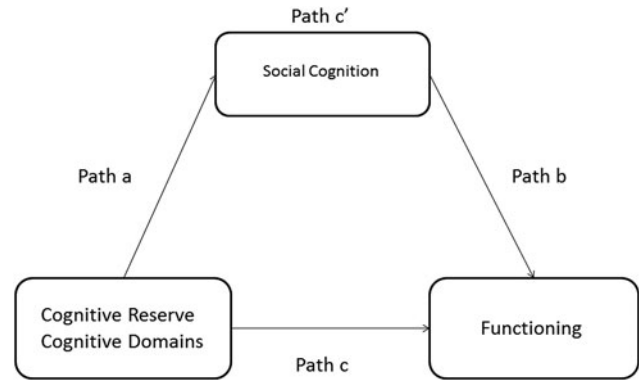 Path c’
Social Cognition
Path a
Path b
Cognitive Reserve
Cognitive Domains
Functioning
Path c